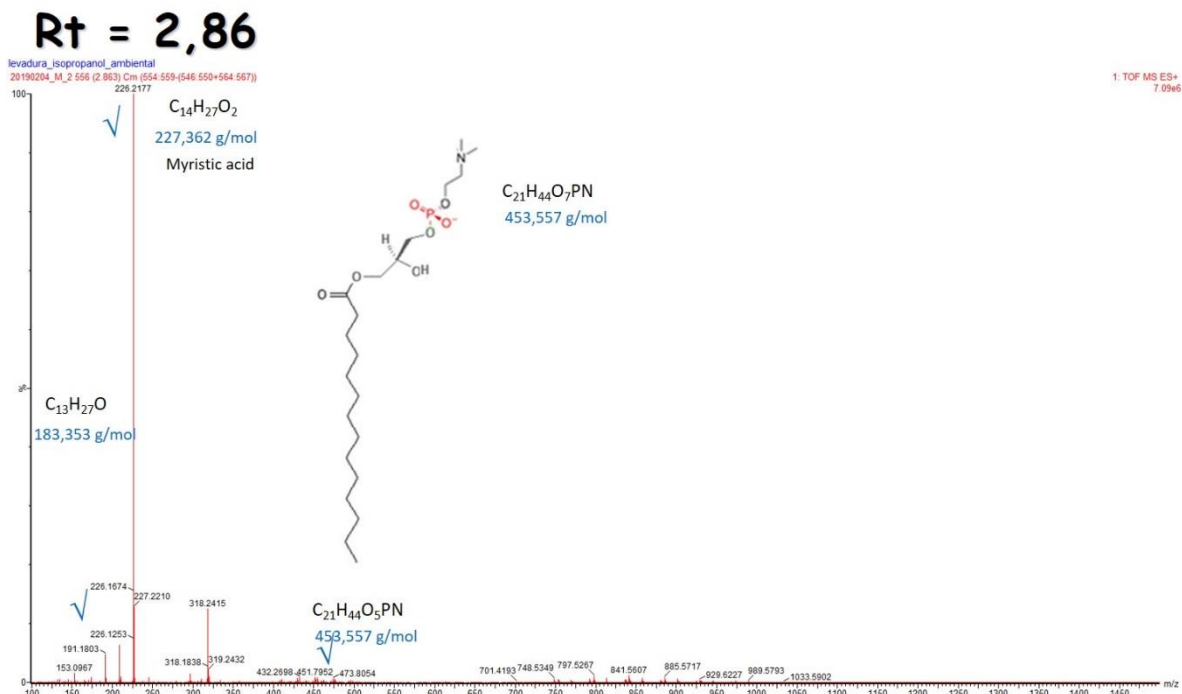 Rt = 2,86
levadura_isopropanol_ambiental
20190204_M_2 556 (2.863) Cm (554:559-(546:550+564:567))
1: TOF MS ES+
7.09e6
100
226.2177
C₁₄H₂₇O₂
227,362 g/mol
Myristic acid
N
O
O
P
O⁻
O
H
O
OH
O
C₂₁H₄₄O₇PN
453,557 g/mol
%
C₁₃H₂₇O
183,353 g/mol
226.1674
227.2210
318.2415
226.1253
C₂₁H₄₄O₅PN
453,557 g/mol
191.1803
153.0967
318.1838
319.2432
432.2698
451.7952
473.8054
701.4193
748.5349
797.5267
841.5607
885.5717
929.6227
989.5793
1033.5902
0
m/z
100 150 200 250 300 350 400 450 500 550 600 650 700 750 800 850 900 950 1000 1050 1100 1150 1200 1250 1300 1350 1400 1450